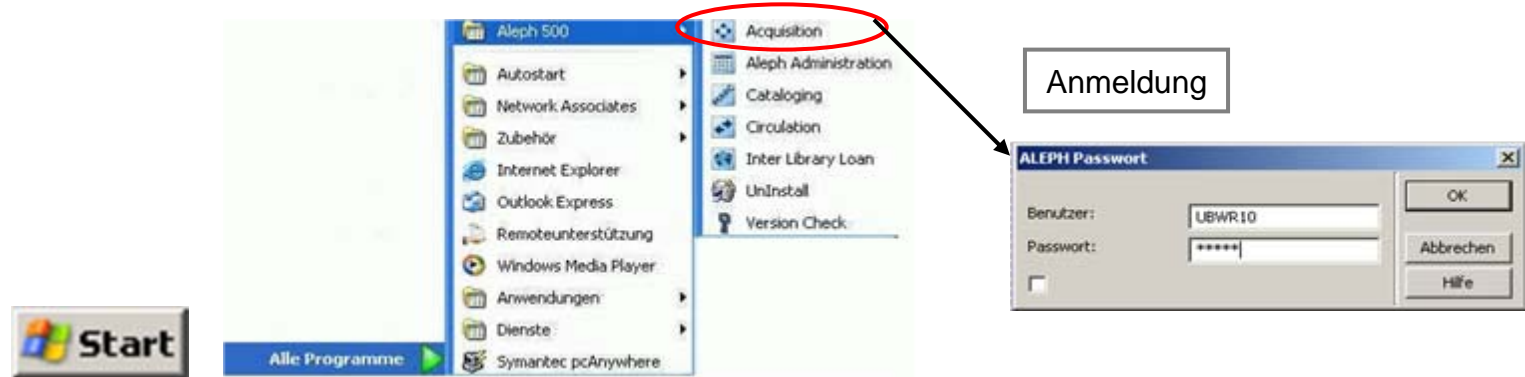 Start
Alle Programme
Aleph 500
Autostart
Network Associates
Zubehör
Internet Explorer
Outlook Express
Remoteunterstützung
Windows Media Player
Anwendungen
Dienste
Symantec pcAnywhere
Acquisition
Aleph Administration
Cataloging
Circulation
Inter Library Loan
UnInstall
Version Check
Anmeldung
ALEPH Passwort
Benutzer:
UBWR10
Passwort:
*****
OK
Abbrechen
Hilfe